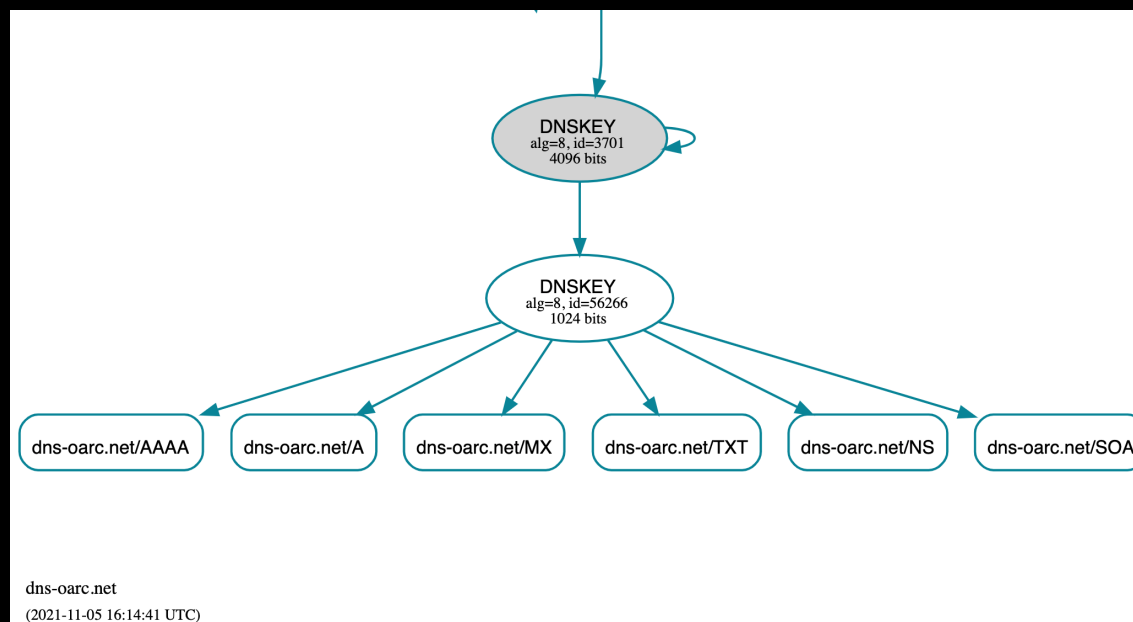 DNSKEY
alg=8, id=3701
4096 bits
DNSKEY
alg=8, id=56266
1024 bits
dns-oarc.net/AAAA
dns-oarc.net/A
dns-oarc.net/MX
dns-oarc.net/TXT
dns-oarc.net/NS
dns-oarc.net/SOA
dns-oarc.net
(2021-11-05 16:14:41 UTC)